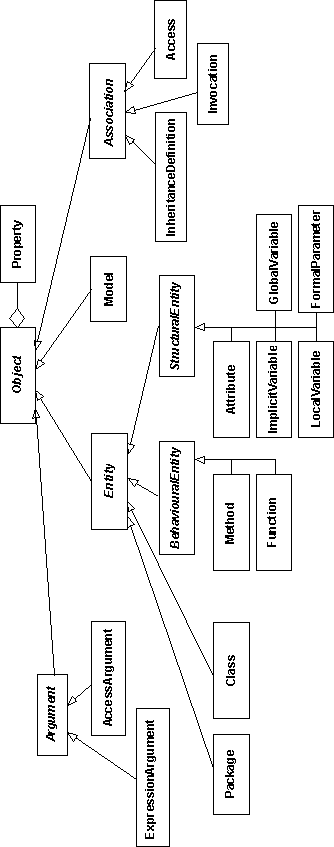 Object
Property
Argument
Entity
Model
Association
AccessArgument
ExpressionArgument
BehaviouralEntity
StructuralEntity
InheritanceDefinition
Access
Invocation
Package
Class
Method
Function
Attribute
ImplicitVariable
GlobalVariable
LocalVariable
FormalParameter